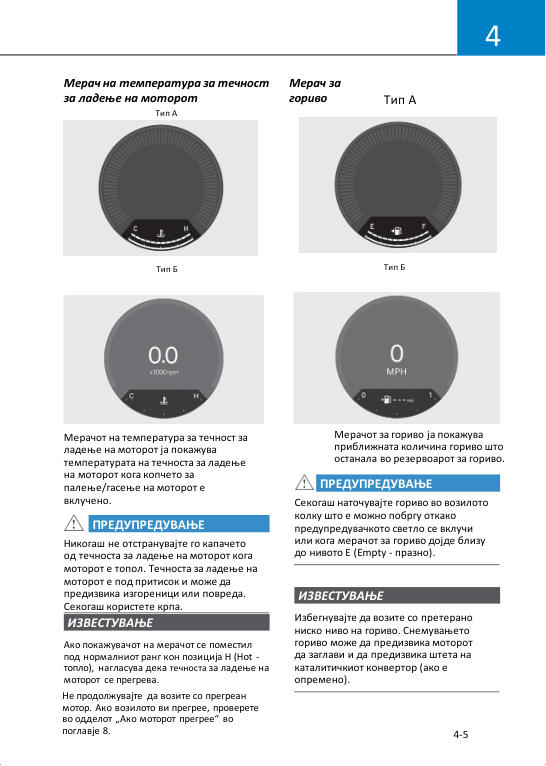 4
Мерач на температура за течност
за ладење на моторот
Тип А
C H
Тип Б
0.0
x1000rpm
C H
Мерачот на температура за течност за
ладење на моторот ја покажува
температурата на течноста за ладење
на моторот кога копчето за
палење/гасење на моторот е
вклучено.
ПРЕДУПРЕДУВАЊЕ
Никогаш не отстранувајте го капачето
од течноста за ладење на моторот кога
моторот е топол. Течноста за ладење на
моторот е под притисок и може да
предизвика изгореници или повреда.
Секогаш користете крпа.
ИЗВЕСТУВАЊЕ
Ако покажувачот на мерачот се поместил
под нормалниот ранг кон позиција H (Hot -
топло), нагласува дека течноста за ладење на
моторот се прегрева.
Не продолжувајте да возите со прегреан
мотор. Ако возилото ви прегрее, проверете
во одделот „Ако моторот прегрее“ во
поглавје 8.
Мерач за
гориво
Тип А
E F
Тип Б
0
MPH
0 --- mi 1
Мерачот за гориво ја покажува
приближната количина гориво што
останала во резервоарот за гориво.
ПРЕДУПРЕДУВАЊЕ
Секогаш наточувајте гориво во возилото
колку што е можно побргу откако
предупредувачкото светло се вклучи
или кога мерачот за гориво дојде близу
до нивото E (Empty - празно).
ИЗВЕСТУВАЊЕ
Избегнувајте да возите со претерано
ниско ниво на гориво. Снемувањето
гориво може да предизвика моторот
да заглави и да предизвика штета на
каталитичкиот конвертор (ако е
опремено).
4-5